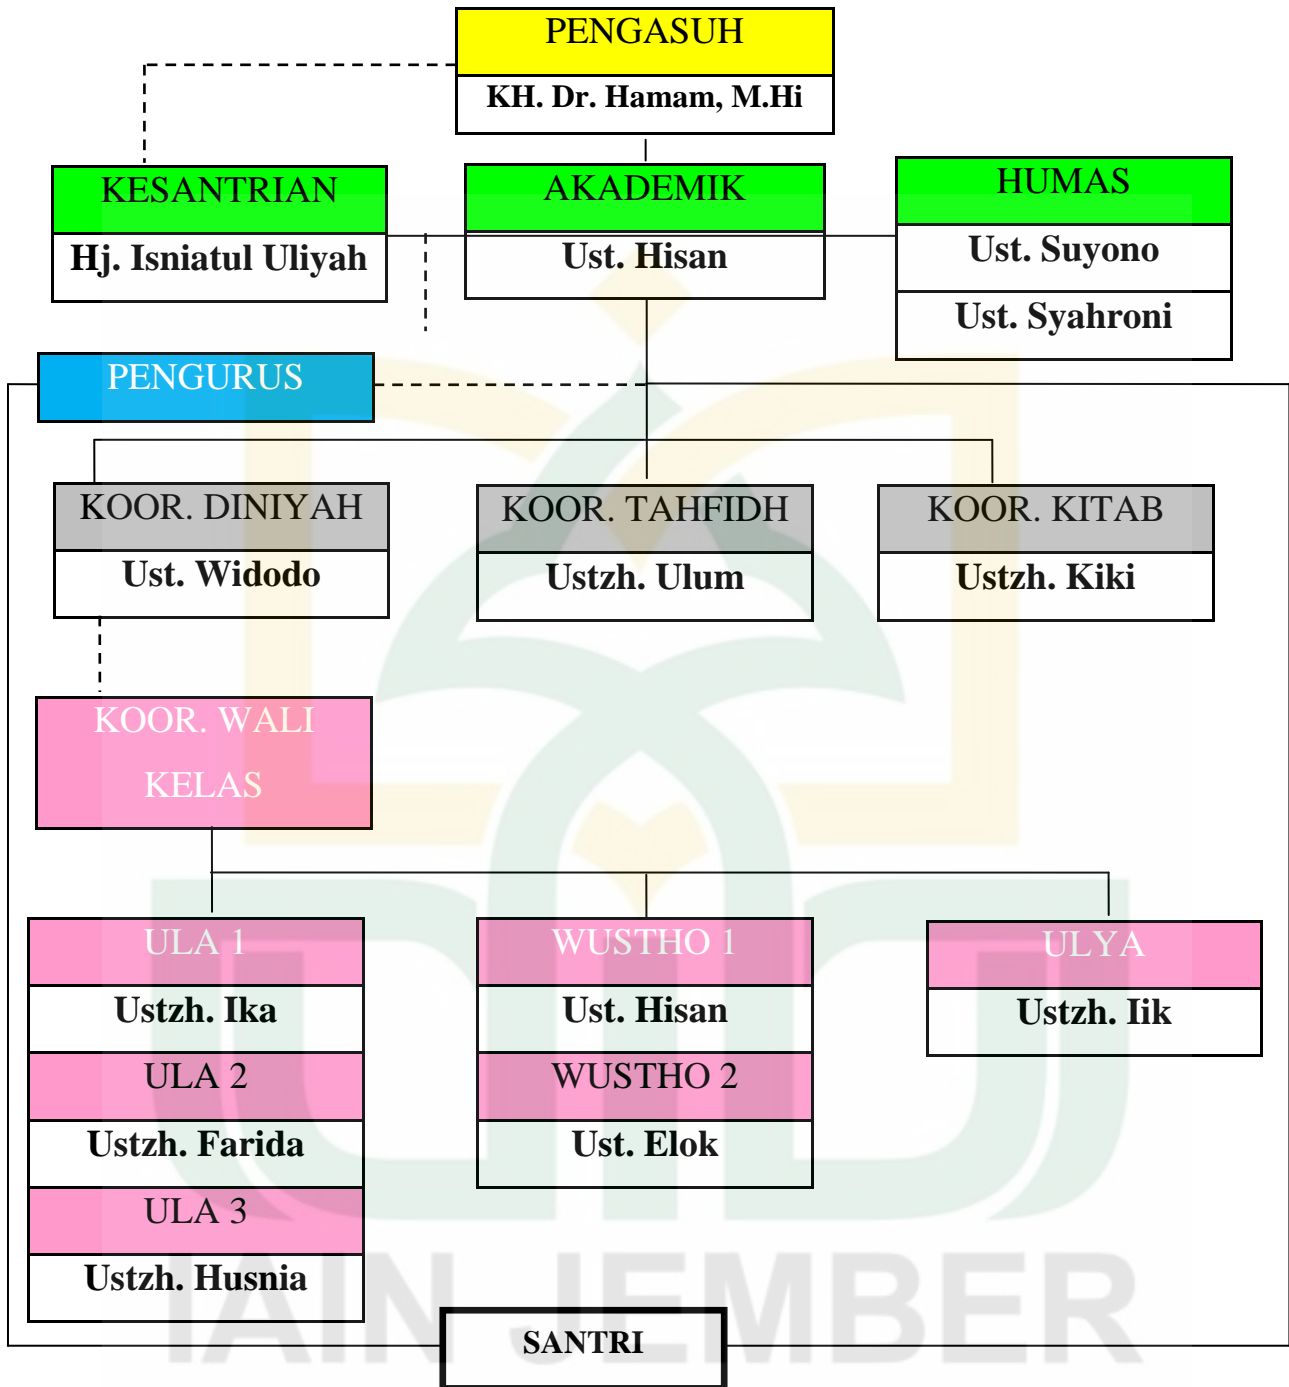 PENGASUH
KH. Dr. Hamam, M.Hi
KESANTRIAN
Hj. Isniatul Uliyah
AKADEMIK
Ust. Hisan
HUMAS
Ust. Suyono
Ust. Syahroni
PENGURUS
KOOR. DINIYAH
Ust. Widodo
KOOR. TAHFIDH
Ustzh. Ulum
KOOR. KITAB
Ustzh. Kiki
KOOR. WALI
KELAS
ULA 1
Ustzh. Ika
ULA 2
Ustzh. Farida
ULA 3
Ustzh. Husnia
WUSTHO 1
Ust. Hisan
WUSTHO 2
Ust. Elok
ULYA
Ustzh. Iik
SANTRI
IAIN JEMBER